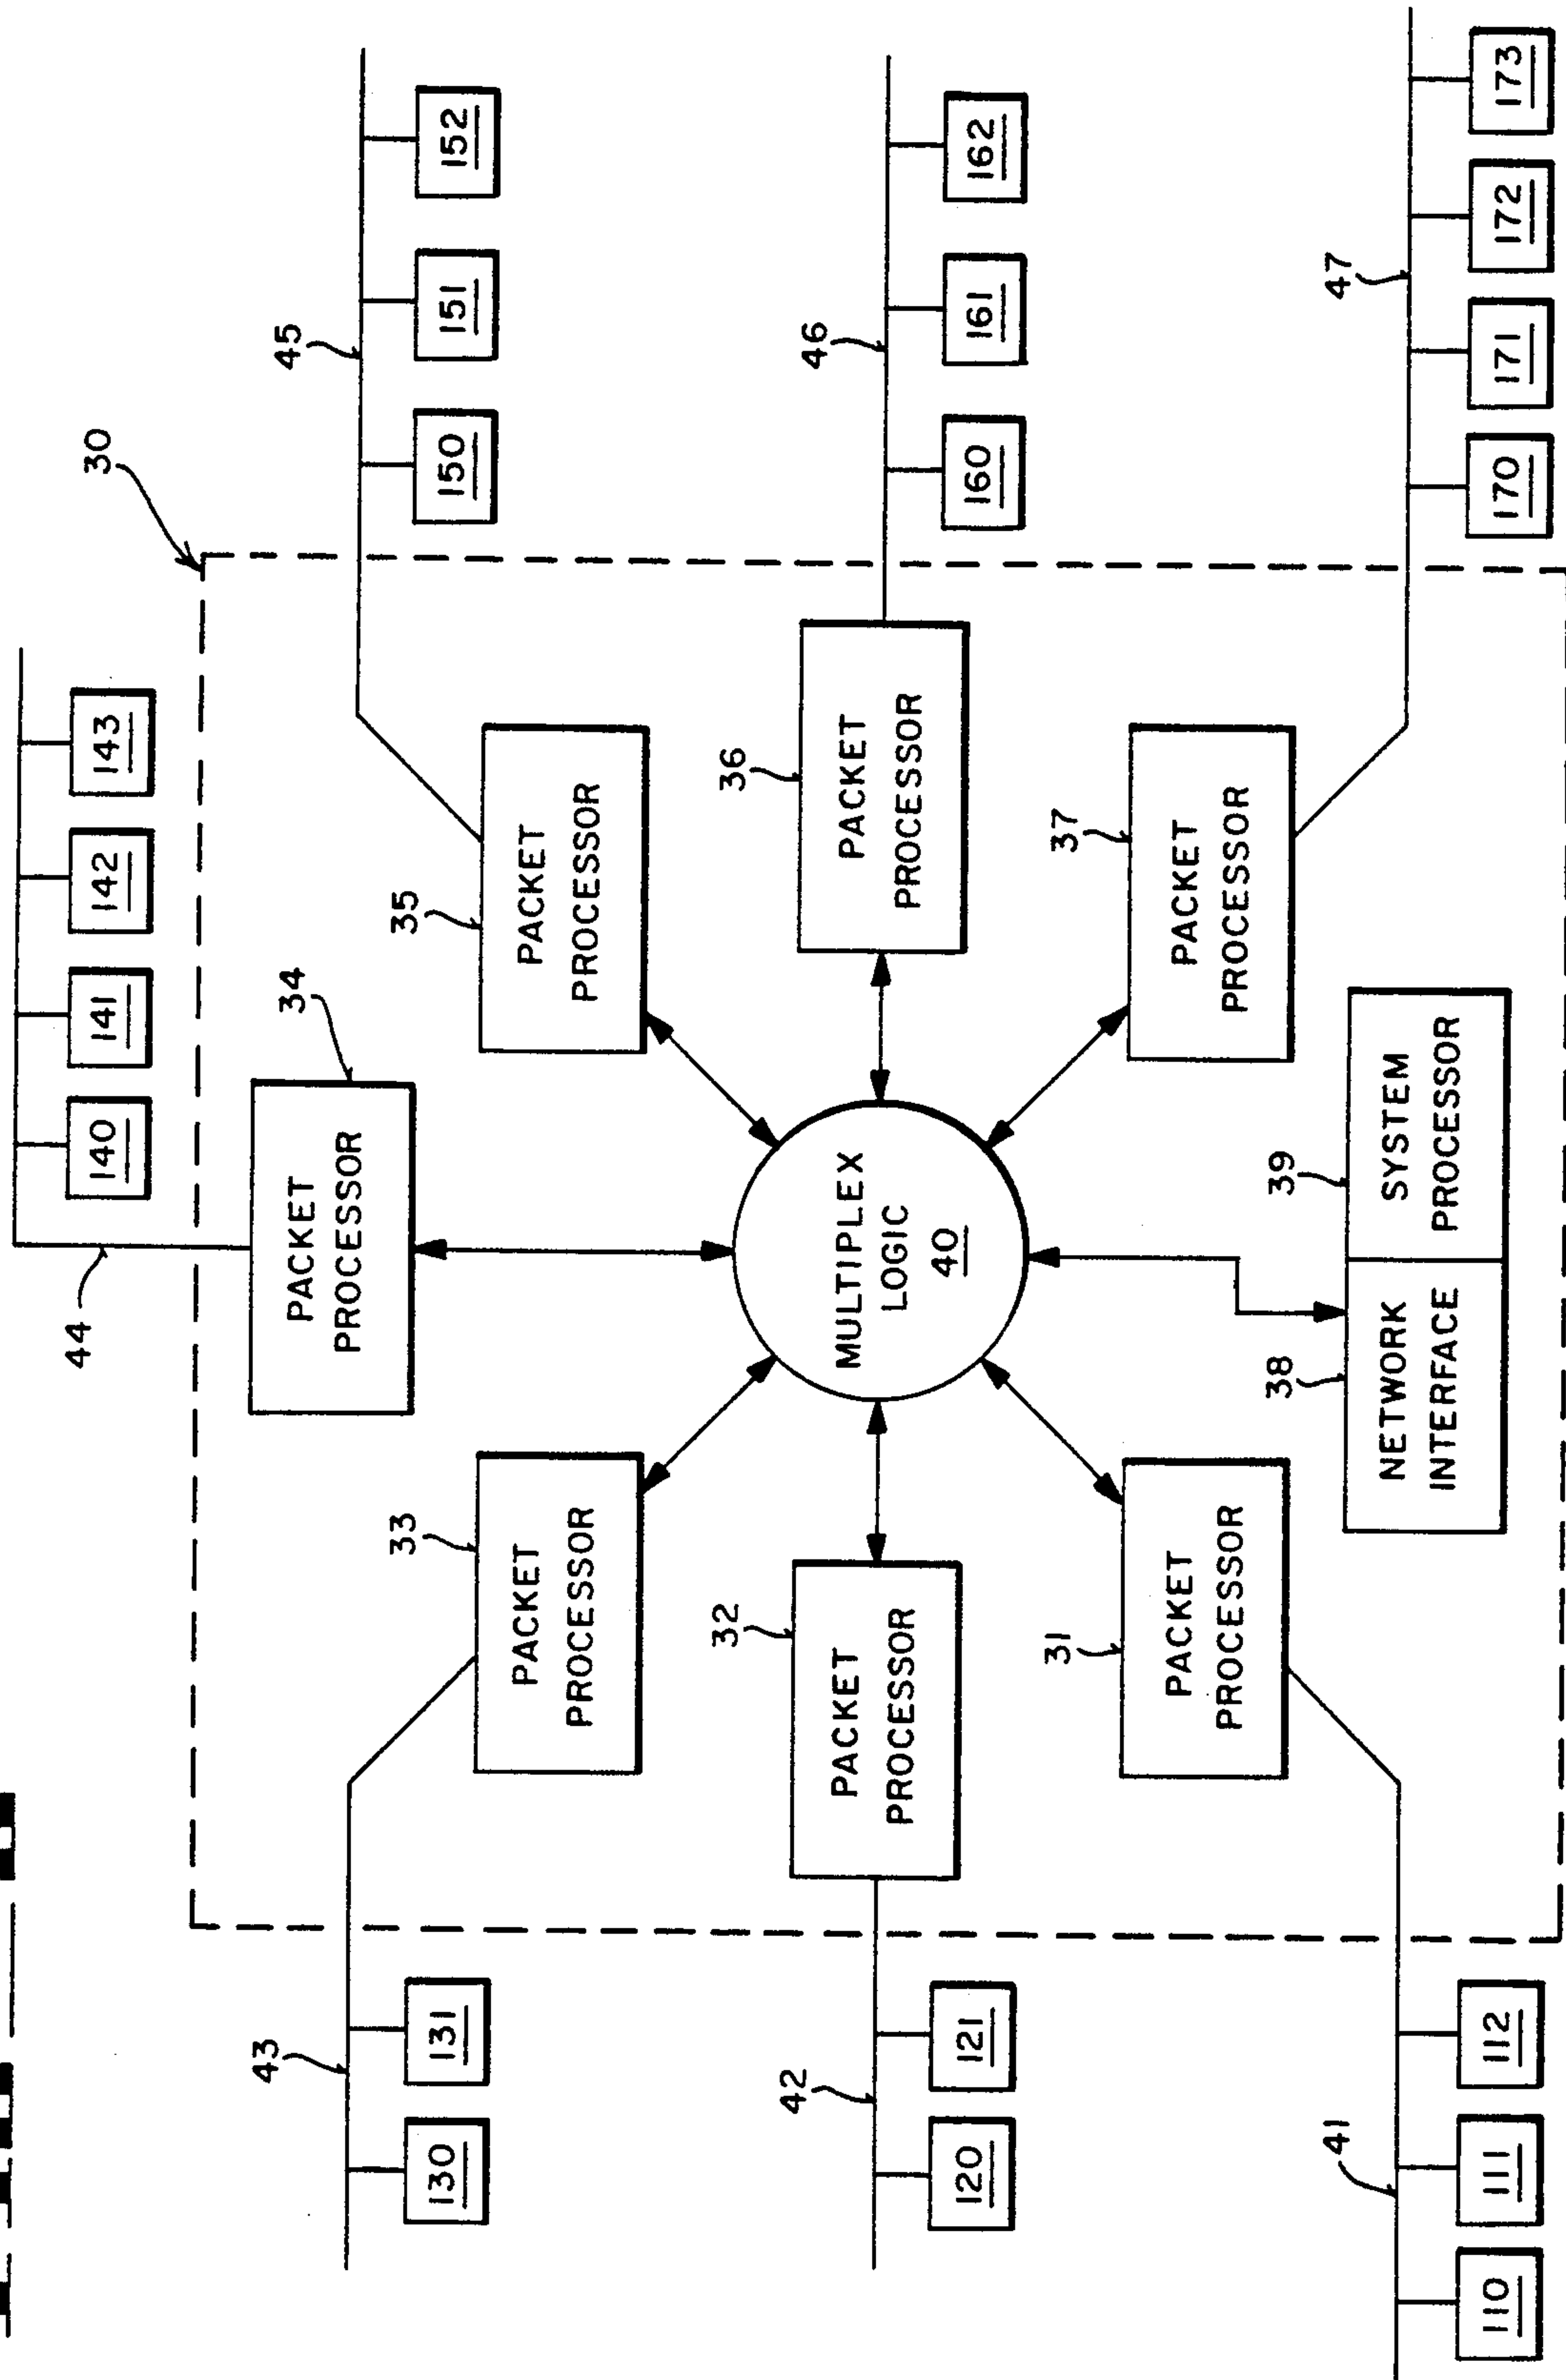 30
44
140
141
142
143
34
PACKET
PROCESSOR
43
130
131
33
PACKET
PROCESSOR
35
PACKET
PROCESSOR
45
150
151
152
42
120
121
32
PACKET
PROCESSOR
MULTIPLEX
LOGIC
40
36
PACKET
PROCESSOR
46
160
161
162
41
110
111
112
31
PACKET
PROCESSOR
37
PACKET
PROCESSOR
47
170
171
172
173
38
NETWORK
INTERFACE
39
SYSTEM
PROCESSOR